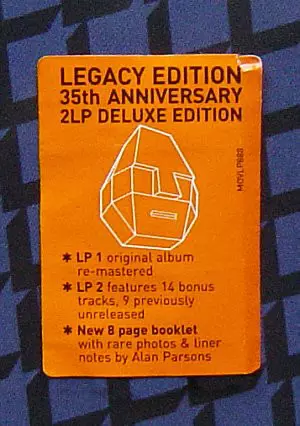 LEGACY EDITION
35th ANNIVERSARY
2LP DELUXE EDITION
MOVLP688
* LP 1 original album
re-mastered
* LP 2 features 14 bonus
tracks, 9 previously
unreleased
* New 8 page booklet
with rare photos & liner
notes by Alan Parsons